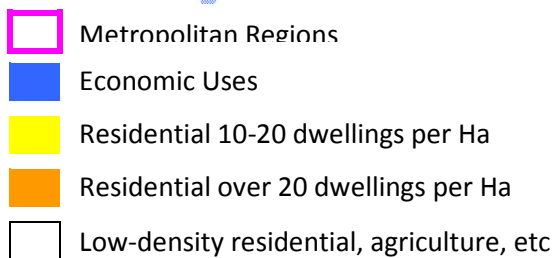 Metropolitan Regions
Economic Uses
Residential 10-20 dwellings per Ha
Residential over 20 dwellings per Ha
Low-density residential, agriculture, etc